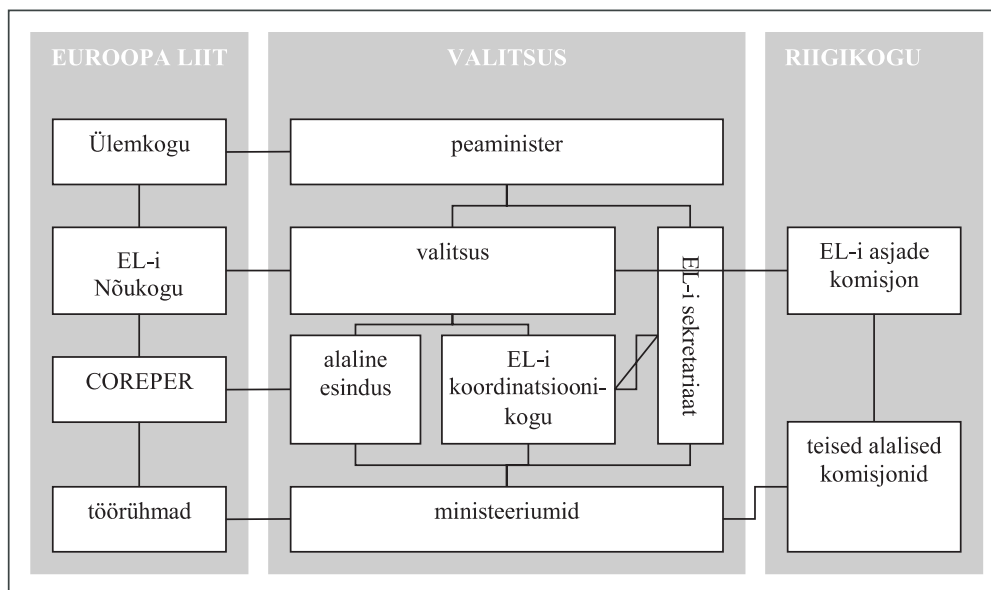 EUROOPA LIIT
VALITSUS
RIIGIKOGU
Ülemkogu
peaminister
EL-i
Nõukogu
valitsus
EL-i sekretariaat
EL-i asjade
komisjon
COREPER
alaline
esindus
EL-i
koordinatsiooni-
kogu
teised alalised
komisjonid
töörühmad
ministeeriumid